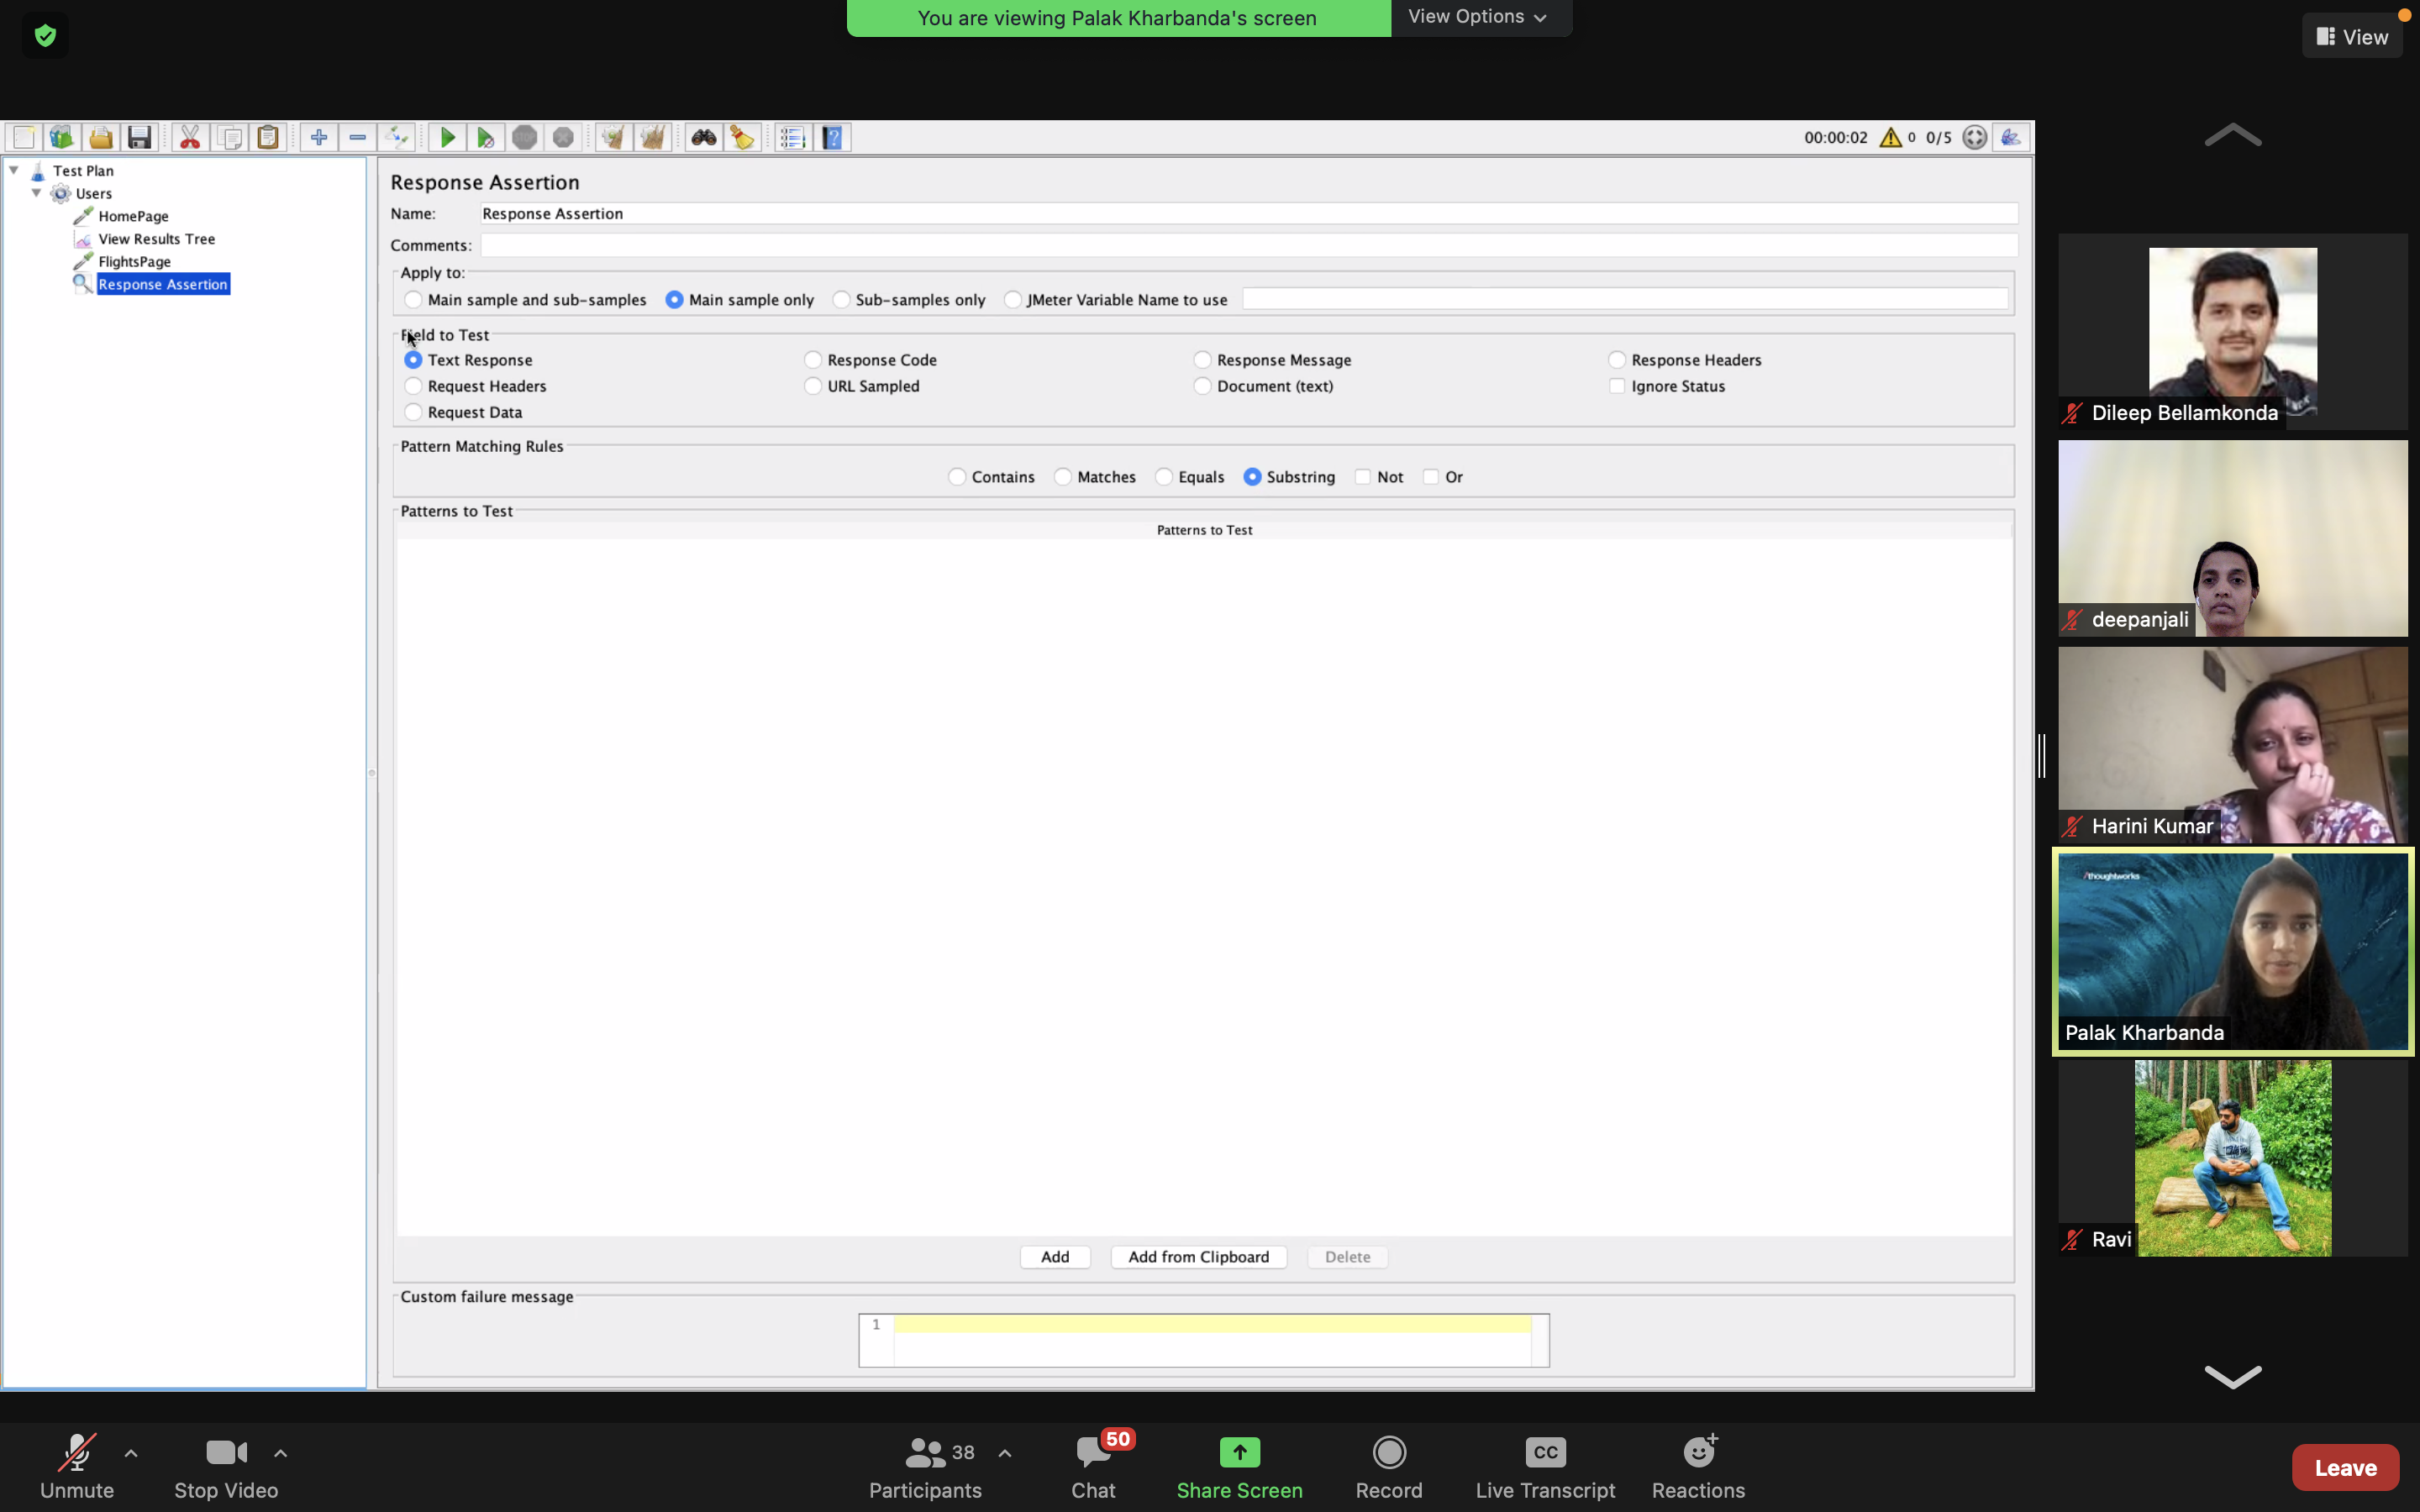 You are viewing Palak Kharbanda's screen View Options
View
00:00:02 0 0/5
Test Plan
Users
HomePage
View Results Tree
FlightsPage
Response Assertion
Response Assertion
Name: Response Assertion
Comments:
Apply to:
Main sample and sub-samples Main sample only Sub-samples only JMeter Variable Name to use
Field to Test
Text Response Response Code Response Message Response Headers
Request Headers URL Sampled Document (text) Ignore Status
Request Data
Pattern Matching Rules
Contains Matches Equals Substring Not Or
Patterns to Test
Patterns to Test
Add Add from Clipboard Delete
Custom failure message
1
Dileep Bellamkonda
deepanjali
Harini Kumar
/thoughtworks
Palak Kharbanda
Ravi
Unmute Stop Video Participants 38 Chat 50 Share Screen Record CC Live Transcript Reactions Leave